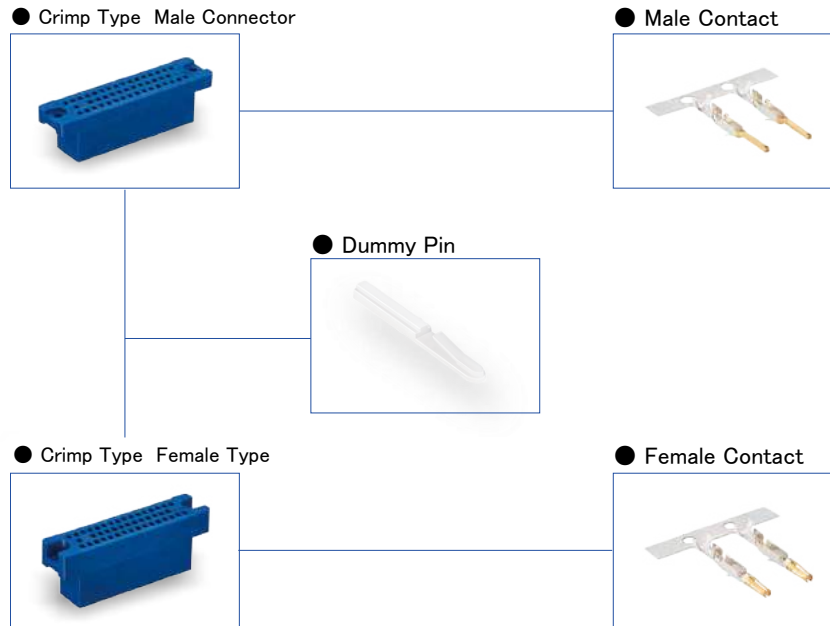 ● Crimp Type Male Connector
● Male Contact
● Dummy Pin
● Crimp Type Female Type
● Female Contact